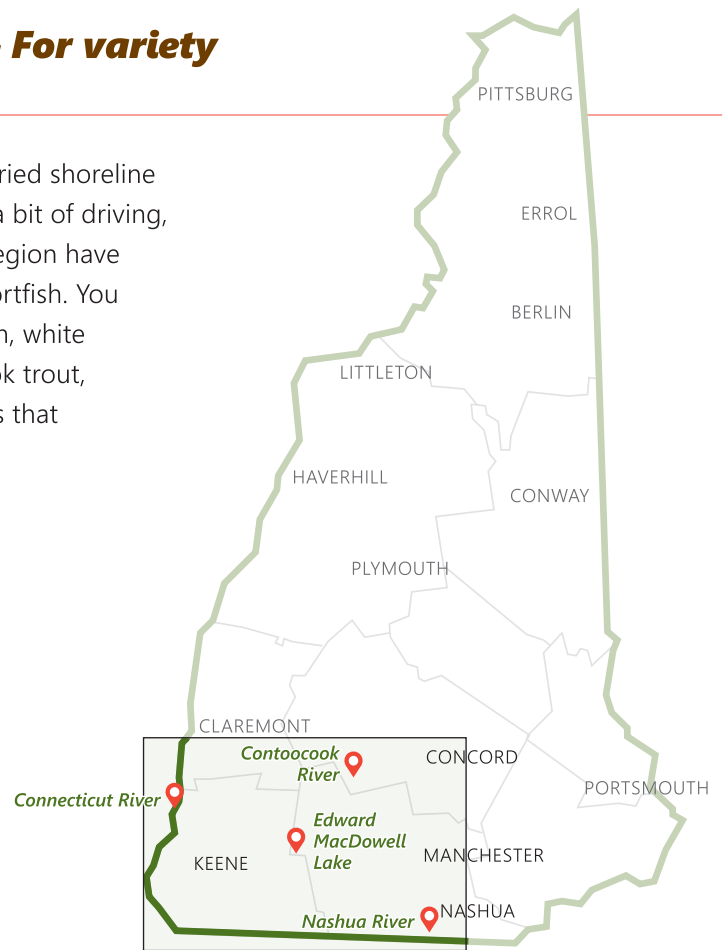 For variety
ried shoreline
a bit of driving,
egion have
ortfish. You
, white
k trout,
s that
PITTSBURG
ERROL
BERLIN
LITTLETON
HAVERHILL
CONWAY
PLYMOUTH
CLAREMONT
Contoocook
River
CONCORD
Connecticut River
PORTSMOUTH
Edward
MacDowell
Lake
KEENE
MANCHESTER
Nashua River
NASHUA